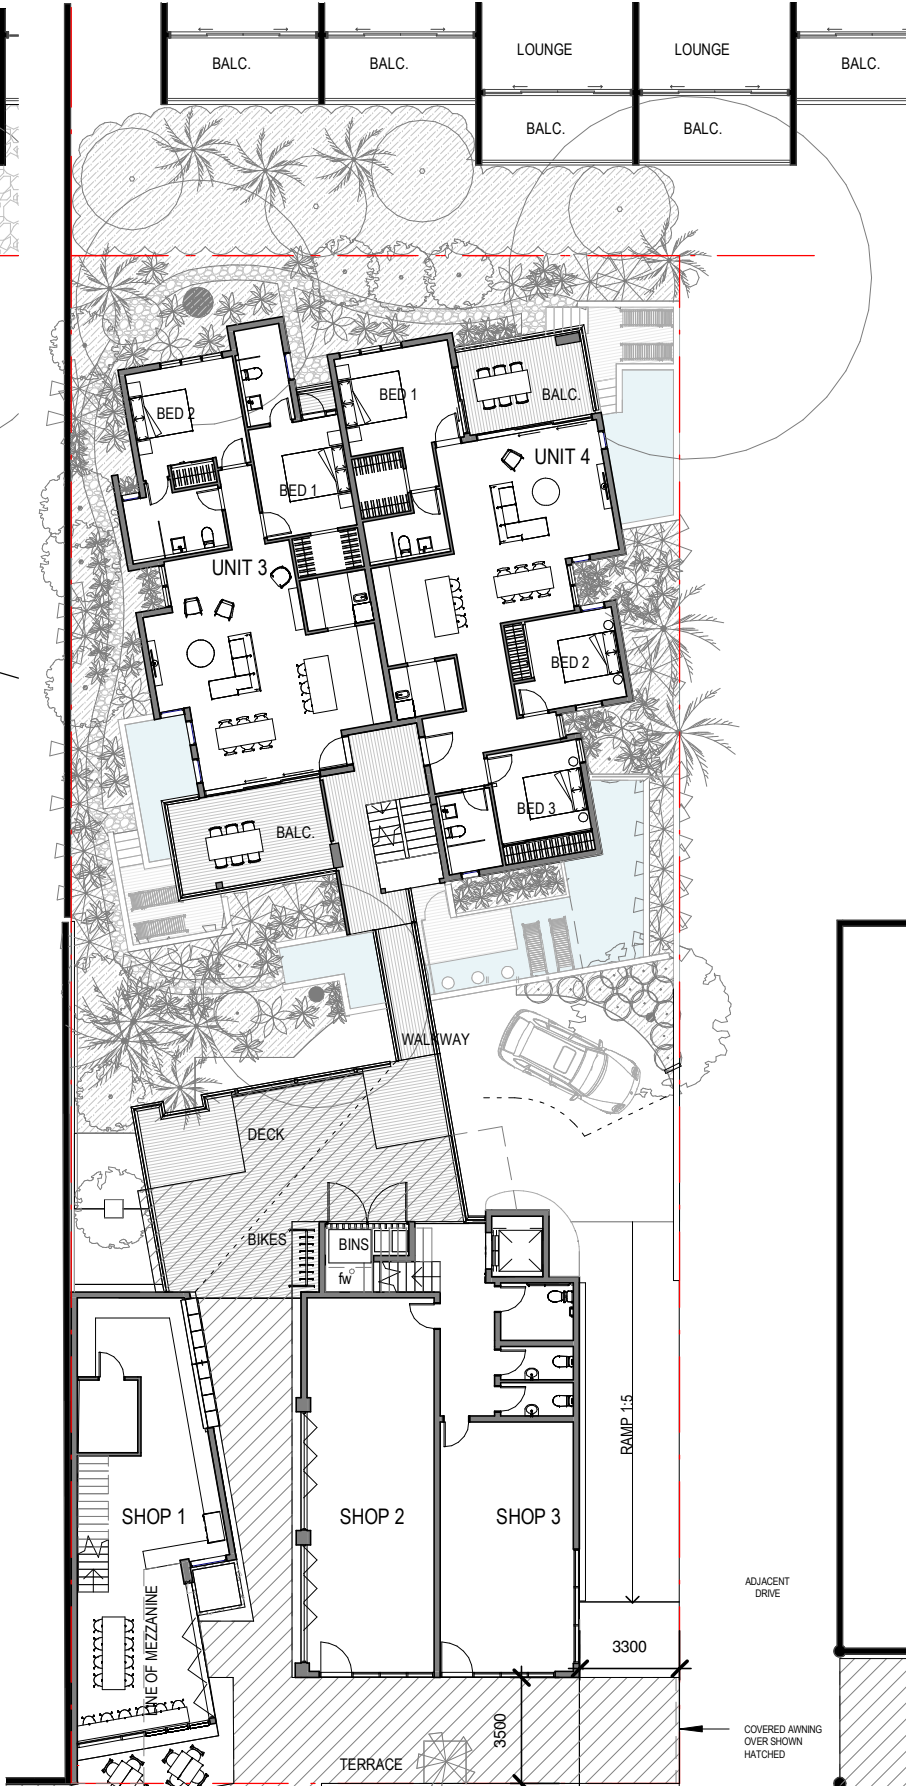 LOUNGE
LOUNGE
BALC.
BALC.
BALC.
BALC.
BALC.
BED 1
BALC.
BED 2
UNIT 4
BED 1
UNIT 3
BED 2
BED 3
BALC.
WALKWAY
DECK
BIKES
BINS
fw
RAMP 1:5
SHOP 1
SHOP 2
SHOP 3
ADJACENT
DRIVE
LINE OF MEZZANINE
3300
3500
COVERED AWNING
OVER SHOWN
HATCHED
TERRACE